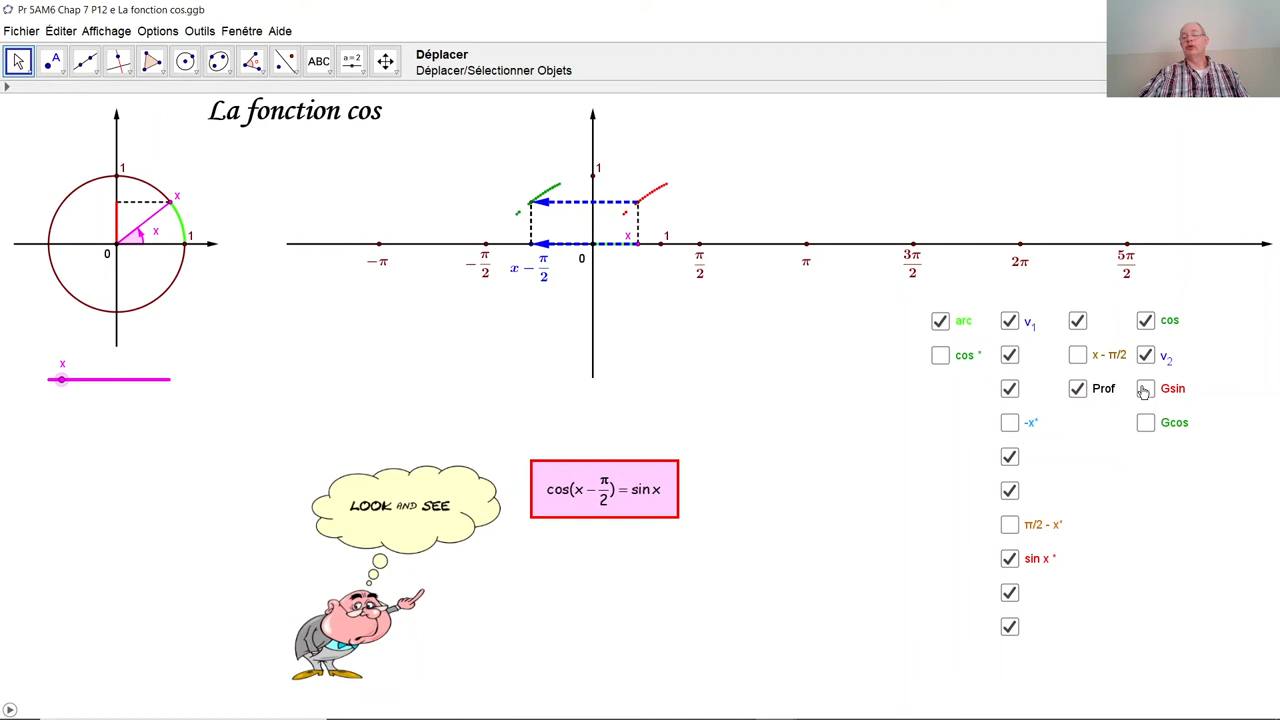 Pr 5AM6 Chap 7 P12 e La fonction cos.ggb
Fichier Éditer Affichage Options Outils Fenêtre Aide
A
ABC
a=2
Déplacer
Déplacer/Sélectionner Objets
La fonction cos
1
x
x
1
0
x
1
x
1
0
−π
−π/2
x − π/2
π/2
π
3π/2
2π
5π/2
arc
v1
cos
cos *
x - π/2
v2
Prof
Gsin
-x*
Gcos
π/2 - x*
sin x *
LOOK AND SEE
cos(x − π/2) = sin x